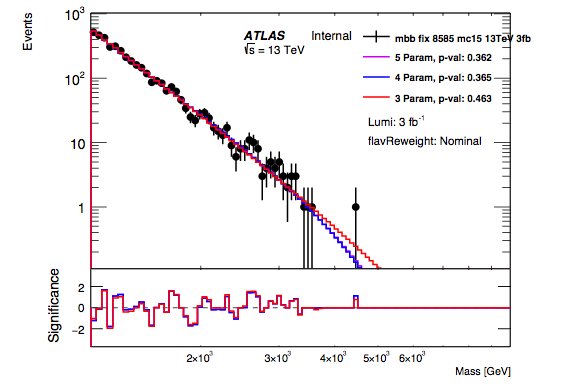 Events
10³
10²
10
1
ATLAS Internal
√s = 13 TeV
mbb fix 8585 mc15 13TeV 3fb
5 Param, p-val: 0.362
4 Param, p-val: 0.365
3 Param, p-val: 0.463
Lumi: 3 fb⁻¹
flavReweight: Nominal
Significance
2
0
−2
2×10³ 3×10³ 4×10³ 5×10³ 6×10³
Mass [GeV]